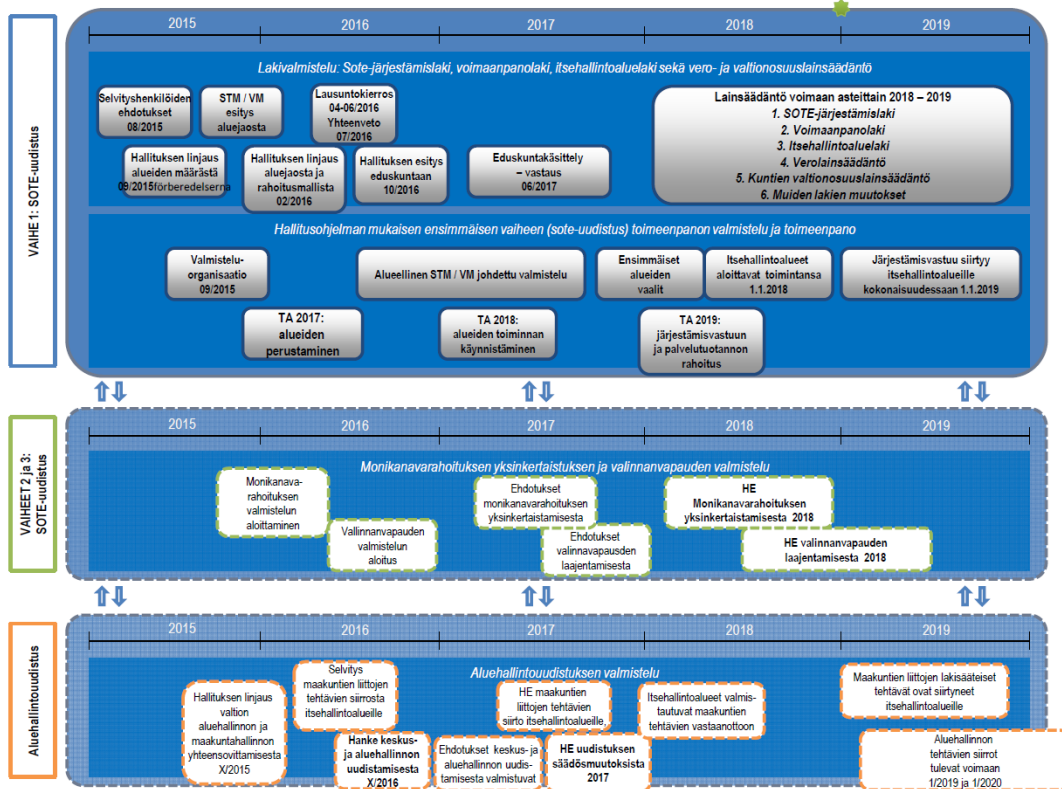 VAIHE 1: SOTE-uudistus
2015
2016
2017
2018
2019
Lakivalmistelu: Sote-järjestämislaki, voimaanpanolaki, itsehallintoaluelaki sekä vero- ja valtionosuuslainsäädäntö
Selvityshenkilöiden
ehdotukset
08/2015
STM / VM
esitys
aluejaosta
Lausuntokierros
04-06/2016
Yhteenveto
07/2016
Hallituksen linjaus
alueiden määrästä
09/2015förberedelserna
Hallituksen linjaus
aluejaosta ja
rahoitusmallista
02/2016
Hallituksen esitys
eduskuntaan
10/2016
Eduskuntakäsittely
– vastaus
06/2017
Lainsäädäntö voimaan asteittain 2018 – 2019
1. SOTE-järjestämislaki
2. Voimaanpanolaki
3. Itsehallintoaluelaki
4. Verolainsäädäntö
5. Kuntien valtionosuuslainsäädäntö
6. Muiden lakien muutokset
Hallitusohjelman mukaisen ensimmäisen vaiheen (sote-uudistus) toimeenpanon valmistelu ja toimeenpano
Valmistelu-
organisaatio
09/2015
Alueellinen STM / VM johdettu valmistelu
Ensimmäiset
alueiden
vaalit
Itsehallintoalueet
aloittavat toimintansa
1.1.2018
Järjestämisvastuu siirtyy
itsehallintoalueille
kokonaisuudessaan 1.1.2019
TA 2017:
alueiden
perustaminen
TA 2018:
alueiden toiminnan
käynnistäminen
TA 2019:
järjestämisvastuun
ja palvelutuotannon
rahoitus
VAIHEET 2 ja 3:
SOTE-uudistus
2015
2016
2017
2018
2019
Monikanavarahoituksen yksinkertaistuksen ja valinnanvapauden valmistelu
Monikanava-
rahoituksen
valmistelun
aloittaminen
Vallinnanvapauden
valmistelun
aloitus
Ehdotukset
monikanavarahoituksen
yksinkertaistamisesta
Ehdotukset
valinnanvapausden
laajentamisesta
HE
Monikanavarahoituksen
yksinkertaistamisesta 2018
HE valinnanvapauden
laajentamisesta 2018
Aluehallintouudistus
2015
2016
2017
2018
2019
Aluehallintouudistuksen valmistelu
Hallituksen linjaus
valtion
aluehallinnon ja
maakuntahallinnon
yhteensovittamisesta
X/2015
Selvitys
maakuntien liittojen
tehtävien siirrosta
itsehallintoalueille
Hanke keskus-
ja aluehallinnon
uudistamisesta
X/2016
Ehdotukset keskus- ja
aluehallinnon uudis-
tamisesta valmistuvat
HE maakuntien
liittojen tehtävien
siirto itsehallintoalueille,
HE uudistuksen
säädösmuutoksista
2017
Itsehallintoalueet valmis-
tautuvat maakuntien
tehtävien vastaanottoon
Maakuntien liittojen lakisääteiset
tehtävät ovat siirtyneet
itsehallintoalueille
Aluehallinnon
tehtävien siirrot
tulevat voimaan
1/2019 ja 1/2020